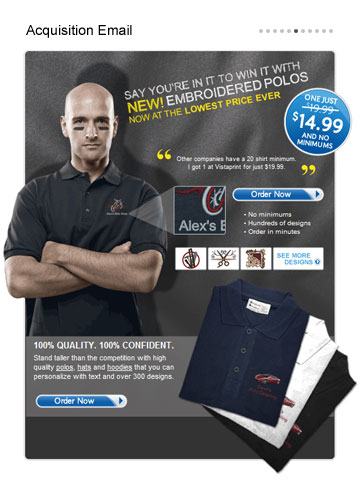 Acquisition Email
SAY YOU'RE IN IT TO WIN IT WITH
NEW! EMBROIDERED POLOS
NOW AT THE LOWEST PRICE EVER
ONE JUST
$19.99
$14.99
AND NO
MINIMUMS
“ Other companies have a 20 shirt minimum.
I got 1 at Vistaprint for just $19.99. ”
Alex's B
Order Now
• No minimums
• Hundreds of designs
• Order in minutes
SEE MORE
DESIGNS
100% QUALITY. 100% CONFIDENT.
Stand taller than the competition with high
quality polos, hats and hoodies that you can
personalize with text and over 300 designs.
Order Now